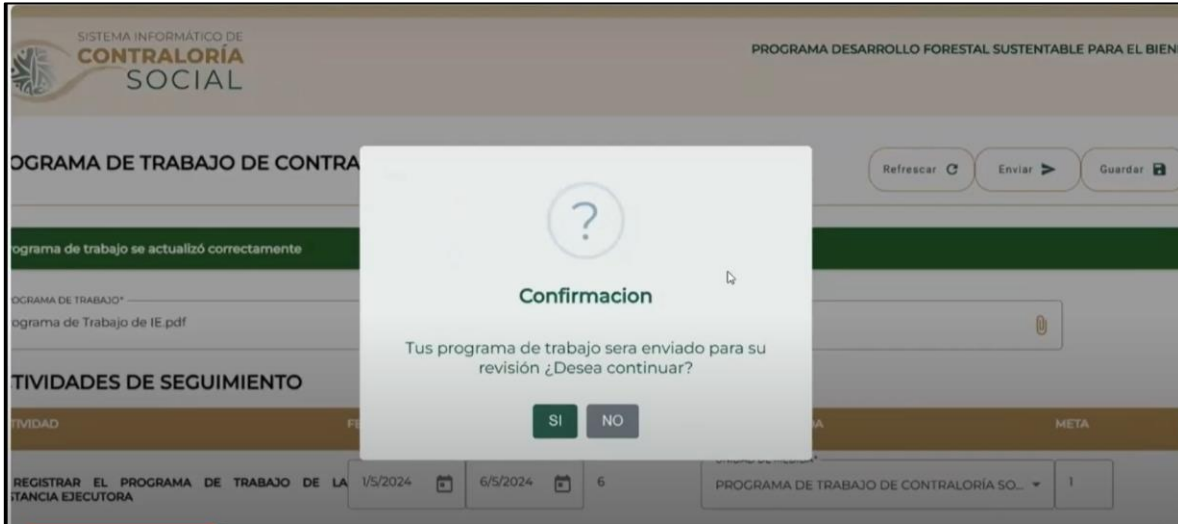 SISTEMA INFORMÁTICO DE
CONTRALORÍA
SOCIAL
PROGRAMA DESARROLLO FORESTAL SUSTENTABLE PARA EL BIEN
OGRAMA DE TRABAJO DE CONTRA
Refrescar
Enviar
Guardar
ograma de trabajo se actualizó correctamente
OGRAMA DE TRABAJO*
ograma de Trabajo de IE.pdf
Confirmacion
Tus programa de trabajo sera enviado para su
revisión ¿Desea continuar?
SI
NO
TIVIDADES DE SEGUIMIENTO
TIVIDAD
FE
DA
META
REGISTRAR EL PROGRAMA DE TRABAJO DE LA
STANCIA EJECUTORA
1/5/2024
6/5/2024
6
PROGRAMA DE TRABAJO DE CONTRALORÍA SO...
1